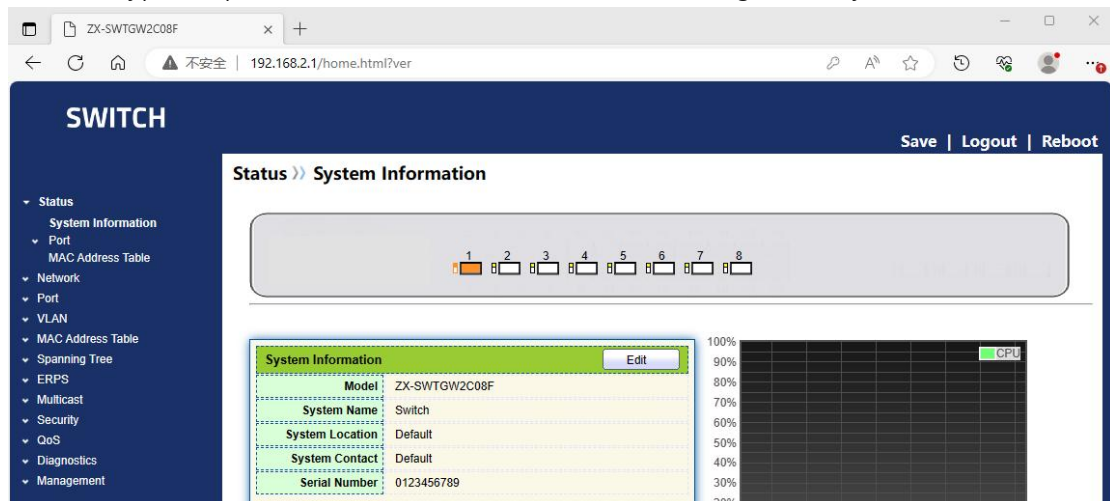 ZX-SWTGW2C08F
不安全 | 192.168.2.1/home.html?ver
SWITCH
Save | Logout | Reboot
Status 》 System Information
Status
System Information
Port
MAC Address Table
Network
Port
VLAN
MAC Address Table
Spanning Tree
ERPS
Multicast
Security
QoS
Diagnostics
Management
1 2 3 4 5 6 7 8
System Information Edit
Model ZX-SWTGW2C08F
System Name Switch
System Location Default
System Contact Default
Serial Number 0123456789
100%
90%
80%
70%
60%
50%
40%
30%
CPU